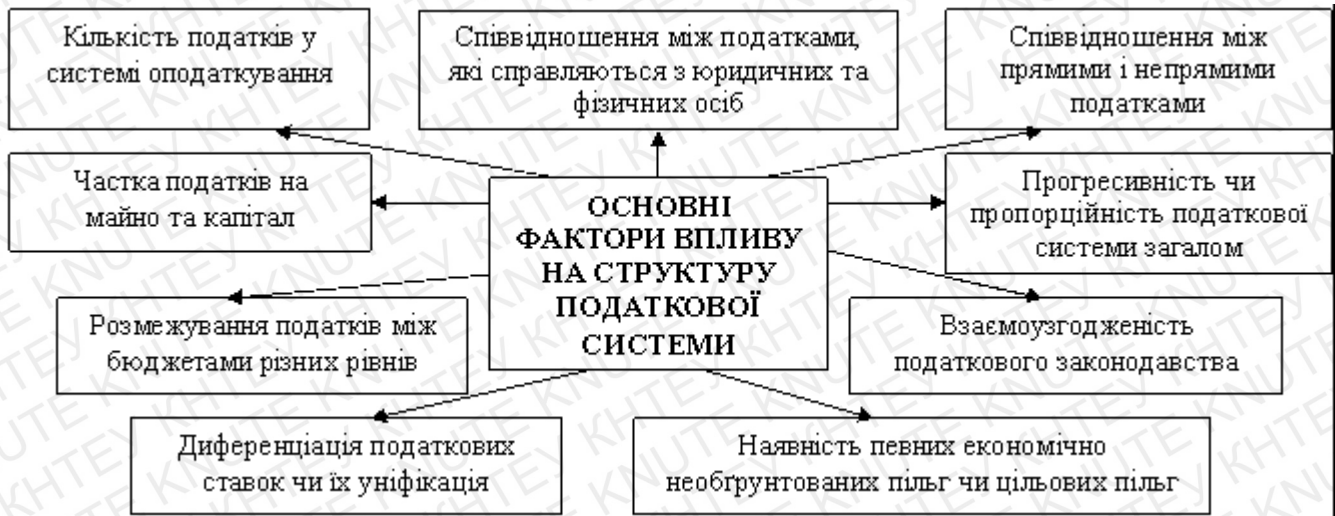 Кількість податків у
системі оподаткування
Співвідношення між податками,
які справляються з юридичних та
фізичних осіб
Співвідношення між
прямими і непрямими
податками
Частка податків на
майно та капітал
ОСНОВНІ
ФАКТОРИ ВПЛИВУ
НА СТРУКТУРУ
ПОДАТКОВОЇ
СИСТЕМИ
Прогресивність чи
пропорційність податкової
системи загалом
Розмежування податків між
бюджетами різних рівнів
Взаємоузгодженість
податкового законодавства
Диференціація податкових
ставок чи їх уніфікація
Наявність певних економічно
необґрунтованих пільг чи цільових пільг